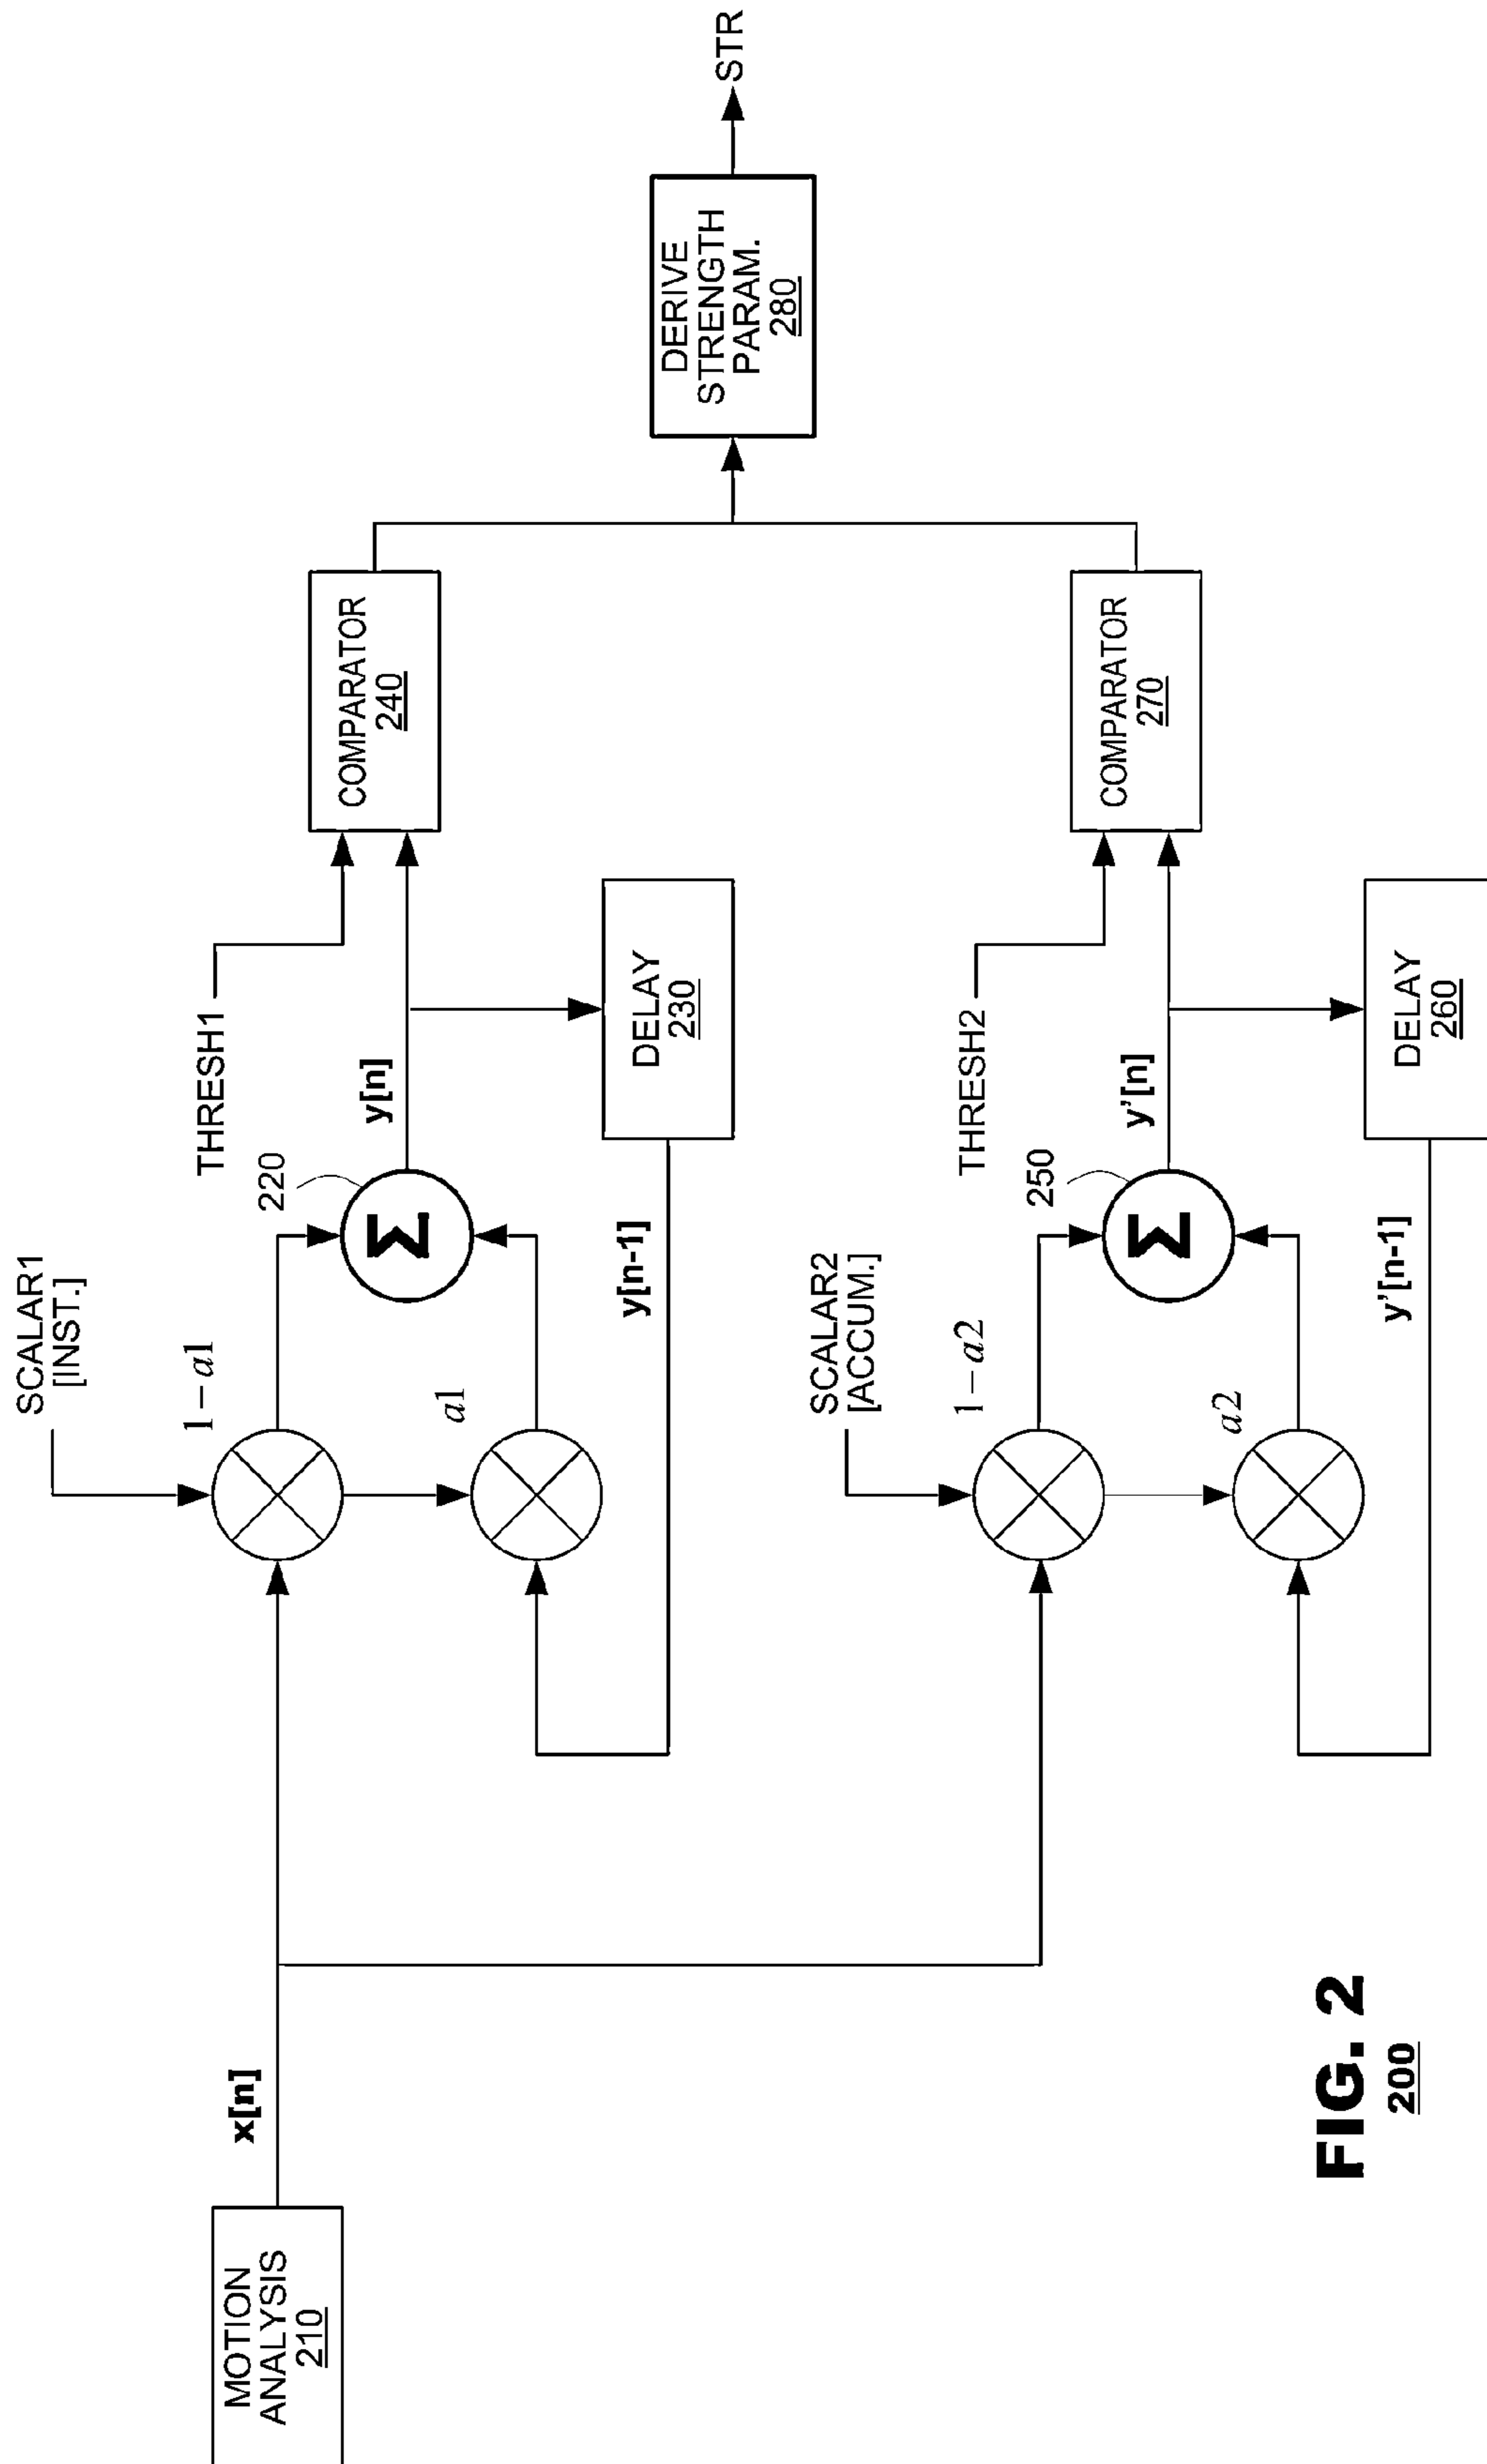 MOTION
ANALYSIS
210
x[n]
SCALAR1
[INST.]
1−a1
a1
220
y[n-1]
y[n]
THRESH1
DELAY
230
COMPARATOR
240
SCALAR2
[ACCUM.]
1−a2
a2
250
y'[n-1]
y'[n]
THRESH2
DELAY
260
COMPARATOR
270
Σ
Σ
DERIVE
STRENGTH
PARAM.
280
STR
FIG. 2
200